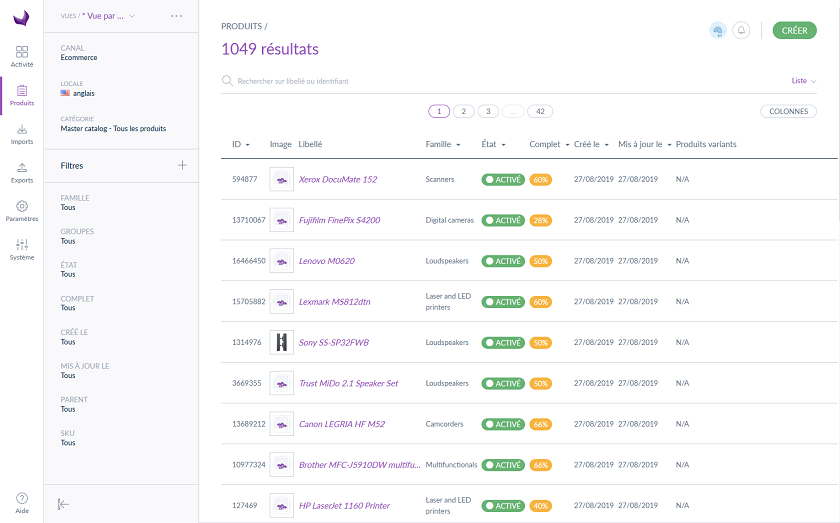 VUES / * Vue par ...
PRODUITS /
1049 résultats
CRÉER
Activité
Produits
Imports
Exports
Paramètres
Système
Aide
CANAL
Ecommerce
LOCALE
anglais
CATÉGORIE
Master catalog - Tous les produits
Filtres
FAMILLE
Tous
GROUPES
Tous
ÉTAT
Tous
COMPLET
Tous
CRÉÉ LE
Tous
MIS À JOUR LE
Tous
PARENT
Tous
SKU
Tous
Rechercher sur libellé ou identifiant
Liste
1 2 3 ... 42
COLONNES
ID Image Libellé Famille État Complet Créé le Mis à jour le Produits variants
594877 Xerox DocuMate 152 Scanners ACTIVÉ 60% 27/08/2019 27/08/2019 N/A
13710067 Fujifilm FinePix S4200 Digital cameras ACTIVÉ 28% 27/08/2019 27/08/2019 N/A
16466450 Lenovo M0620 Loudspeakers ACTIVÉ 50% 27/08/2019 27/08/2019 N/A
15705882 Lexmark MS812dtn Laser and LED printers ACTIVÉ 60% 27/08/2019 27/08/2019 N/A
1314976 Sony SS-SP32FWB Loudspeakers ACTIVÉ 50% 27/08/2019 27/08/2019 N/A
3669355 Trust MiDo 2.1 Speaker Set Loudspeakers ACTIVÉ 50% 27/08/2019 27/08/2019 N/A
13689212 Canon LEGRIA HF M52 Camcorders ACTIVÉ 66% 27/08/2019 27/08/2019 N/A
10977324 Brother MFC-J5910DW multifu... Multifunctionals ACTIVÉ 66% 27/08/2019 27/08/2019 N/A
127469 HP LaserJet 1160 Printer Laser and LED printers ACTIVÉ 40% 27/08/2019 27/08/2019 N/A